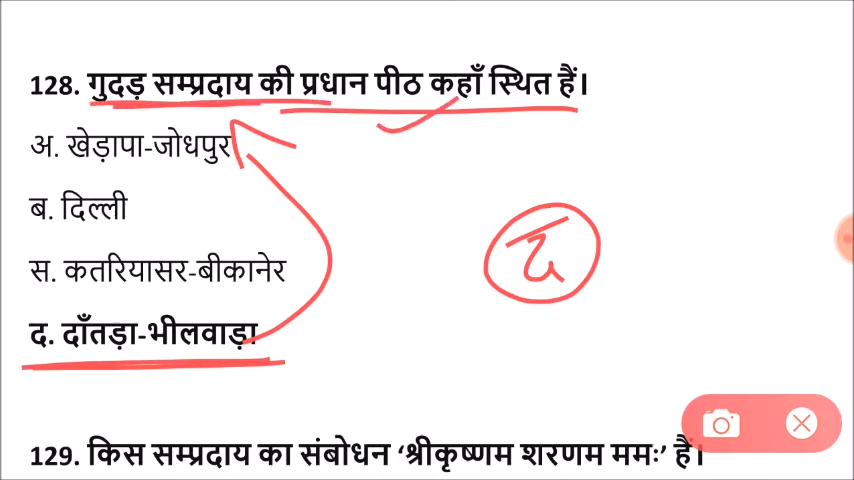 128. गुदड़ सम्प्रदाय की प्रधान पीठ कहाँ स्थित हैं।
अ. खेड़ापा-जोधपुर
ब. दिल्ली
स. कतरियासर-बीकानेर
द
द. दाँतड़ा-भीलवाड़ा
129. किस सम्प्रदाय का संबोधन ‘श्रीकृष्णम शरणम ममः’ हैं।